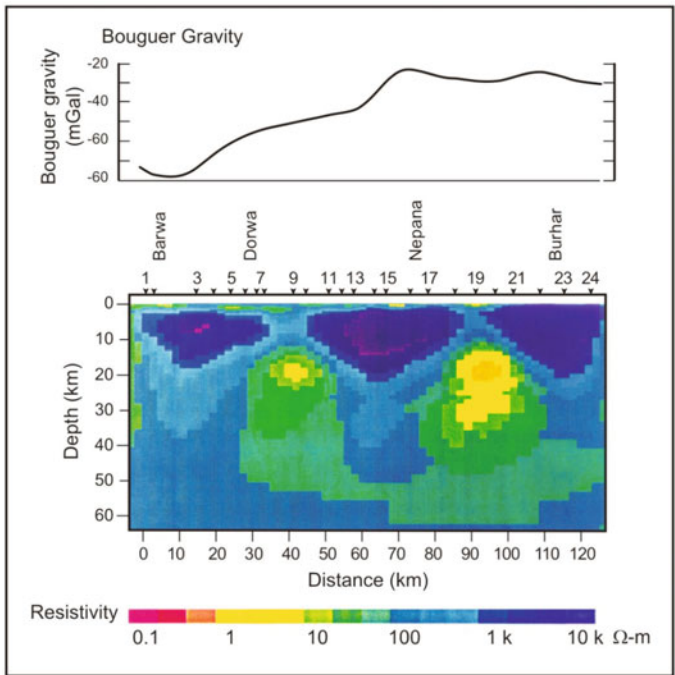 Bouguer Gravity
Bouguer gravity
(mGal)
-20
-40
-60
-60
Barwa
Dorwa
Nepana
Burhar
1 3 5 7 9 11 13 15 17 19 21 23 24
Depth (km)
0
10
20
30
40
50
60
0 10 20 30 40 50 60 70 80 90 100 110 120
Distance (km)
Resistivity
0.1 1 10 100 1 k 10 k Ω-m